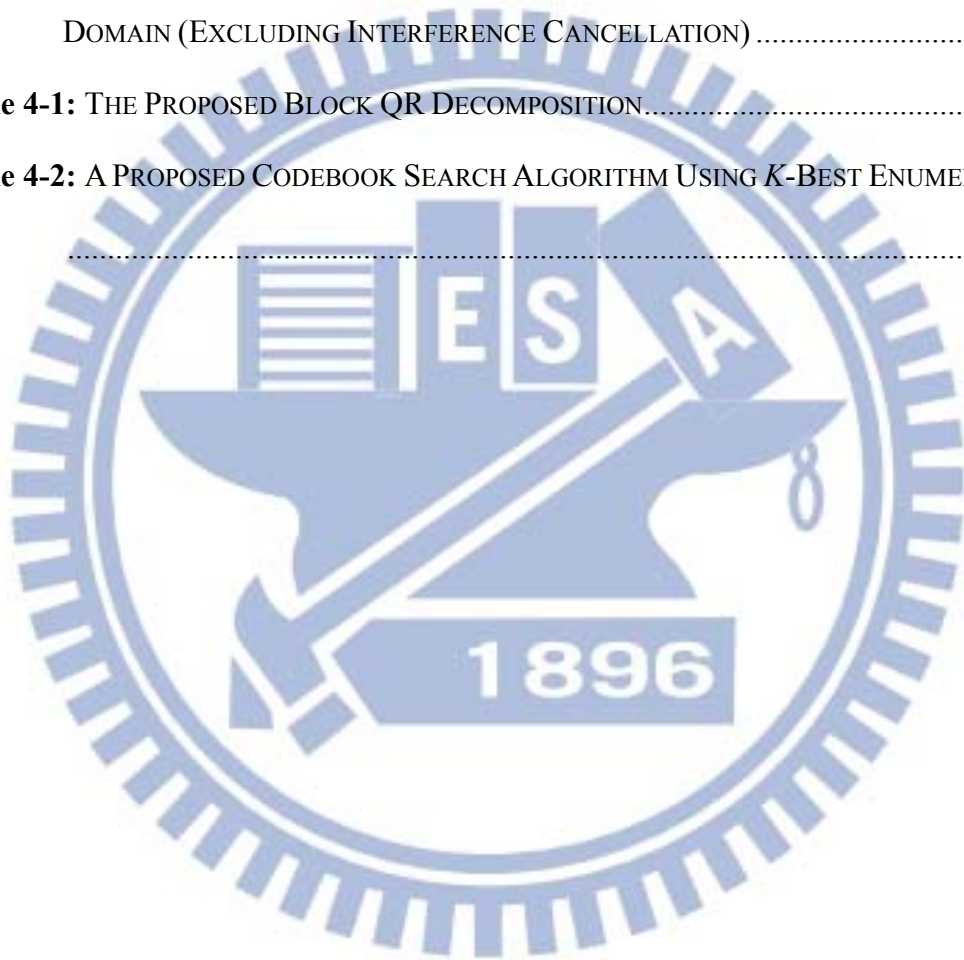 DOMAIN (EXCLUDING INTERFERENCE CANCELLATION) ..........................
e 4-1: THE PROPOSED BLOCK QR DECOMPOSITION.........................................
e 4-2: A PROPOSED CODEBOOK SEARCH ALGORITHM USING K-BEST ENUME
..................................................................................................................
E S A
8
1896